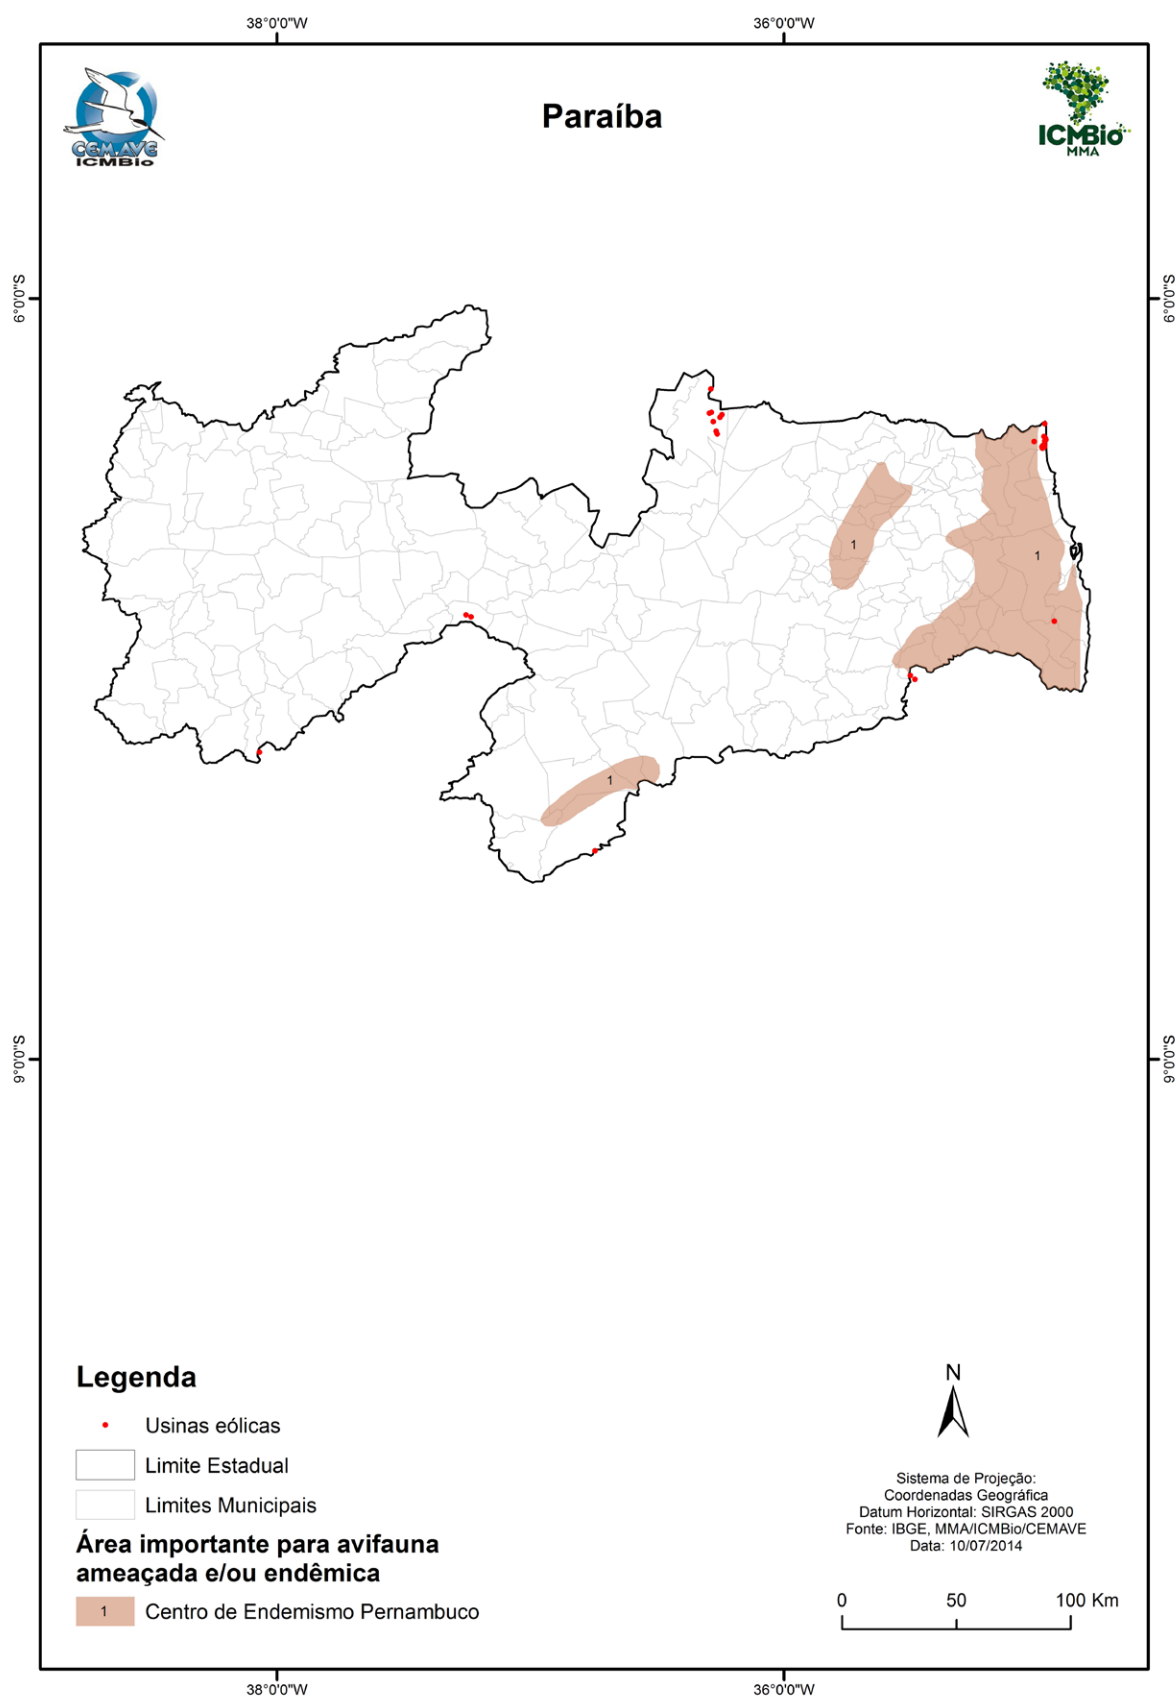 38°0'0"W
36°0'0"W
CEMAVE
ICMBio
Paraíba
ICMBio
MMA
6°0'0"S
6°0'0"S
1
1
1
9°0'0"S
9°0'0"S
Legenda
Usinas eólicas
Limite Estadual
Limites Municipais
Área importante para avifauna
ameaçada e/ou endêmica
1
Centro de Endemismo Pernambuco
N
Sistema de Projeção:
Coordenadas Geográfica
Datum Horizontal: SIRGAS 2000
Fonte: IBGE, MMA/ICMBio/CEMAVE
Data: 10/07/2014
0 50 100 Km
38°0'0"W
36°0'0"W